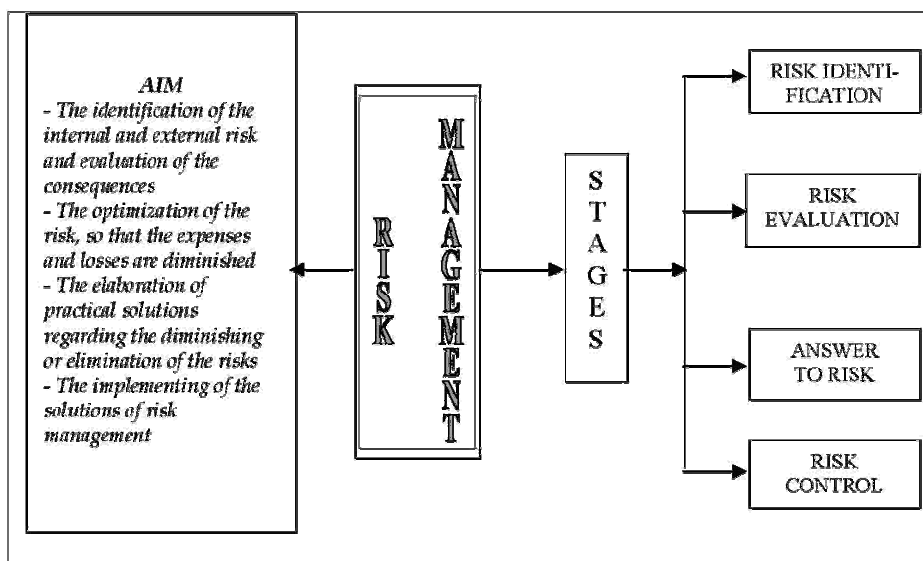 AIM
- The identification of the
internal and external risk
and evaluation of the
consequences
- The optimization of the
risk, so that the expenses
and losses are diminished
- The elaboration of
practical solutions
regarding the diminishing
or elimination of the risks
- The implementing of the
solutions of risk
management
RISK
MANAGEMENT
STAGES
RISK IDENTI-
FICATION
RISK
EVALUATION
ANSWER
TO RISK
RISK
CONTROL